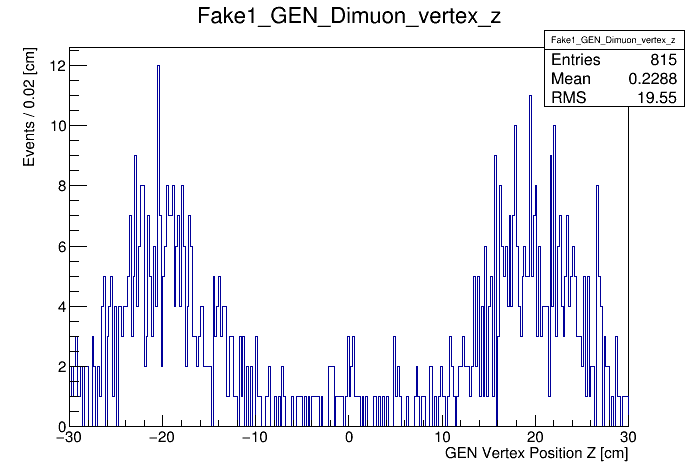 Fake1_GEN_Dimuon_vertex_z
Fake1_GEN_Dimuon_vertex_z
Entries 815
Mean 0.2288
RMS 19.55
Events / 0.02 [cm]
12
10
8
6
4
2
0
−30 −20 −10 0 10 20 30
GEN Vertex Position Z [cm]